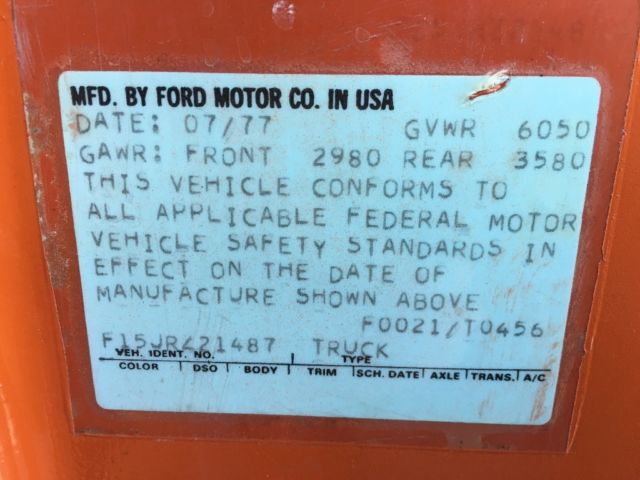 MFD. BY FORD MOTOR CO. IN USA
DATE: 07/77 GVWR 6050
GAWR: FRONT 2980 REAR 3580
THIS VEHICLE CONFORMS TO
ALL APPLICABLE FEDERAL MOTOR
VEHICLE SAFETY STANDARDS IN
EFFECT ON THE DATE OF
MANUFACTURE SHOWN ABOVE
F0021/T0456
F15JRZ21487 TRUCK
VEH. IDENT. NO. TYPE
COLOR DSO BODY TRIM SCH. DATE AXLE TRANS. A/C